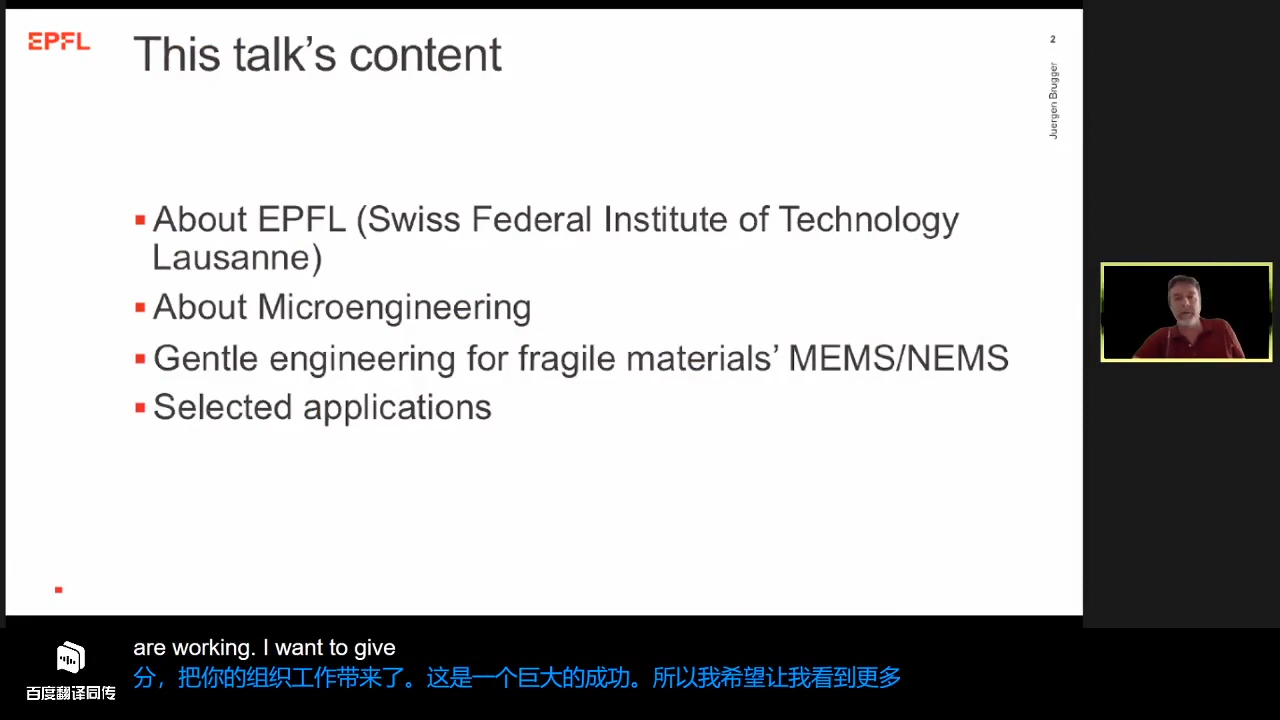 EPFL
This talk's content
2
Juergen Brugger
▪ About EPFL (Swiss Federal Institute of Technology
Lausanne)
▪ About Microengineering
▪ Gentle engineering for fragile materials' MEMS/NEMS
▪ Selected applications
are working. I want to give
分，把你的组织工作带来了。这是一个巨大的成功。所以我希望让我看到更多
百度翻译同传